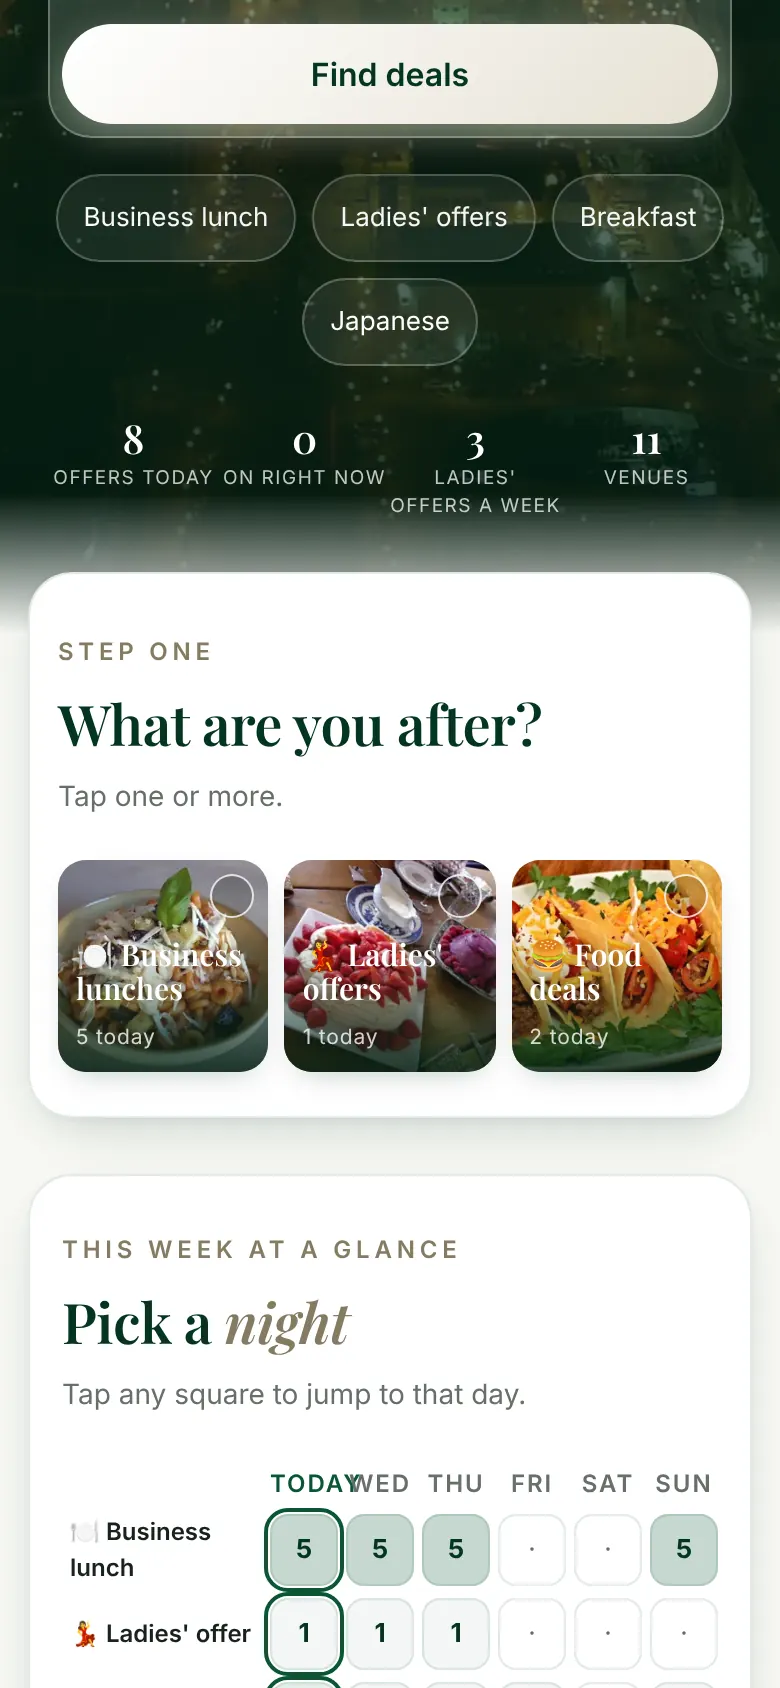 Find deals
Business lunch
Ladies' offers
Breakfast
Japanese
8
OFFERS TODAY
0
ON RIGHT NOW
3
LADIES'
OFFERS A WEEK
11
VENUES
STEP ONE
What are you after?
Tap one or more.
🍽️ Business
lunches
5 today
💃 Ladies'
offers
1 today
🍔 Food
deals
2 today
THIS WEEK AT A GLANCE
Pick a night
Tap any square to jump to that day.
TODAY WED THU FRI SAT SUN
🍽️ Business
lunch
5 5 5 · · 5
💃 Ladies' offer
1 1 1 · · ·